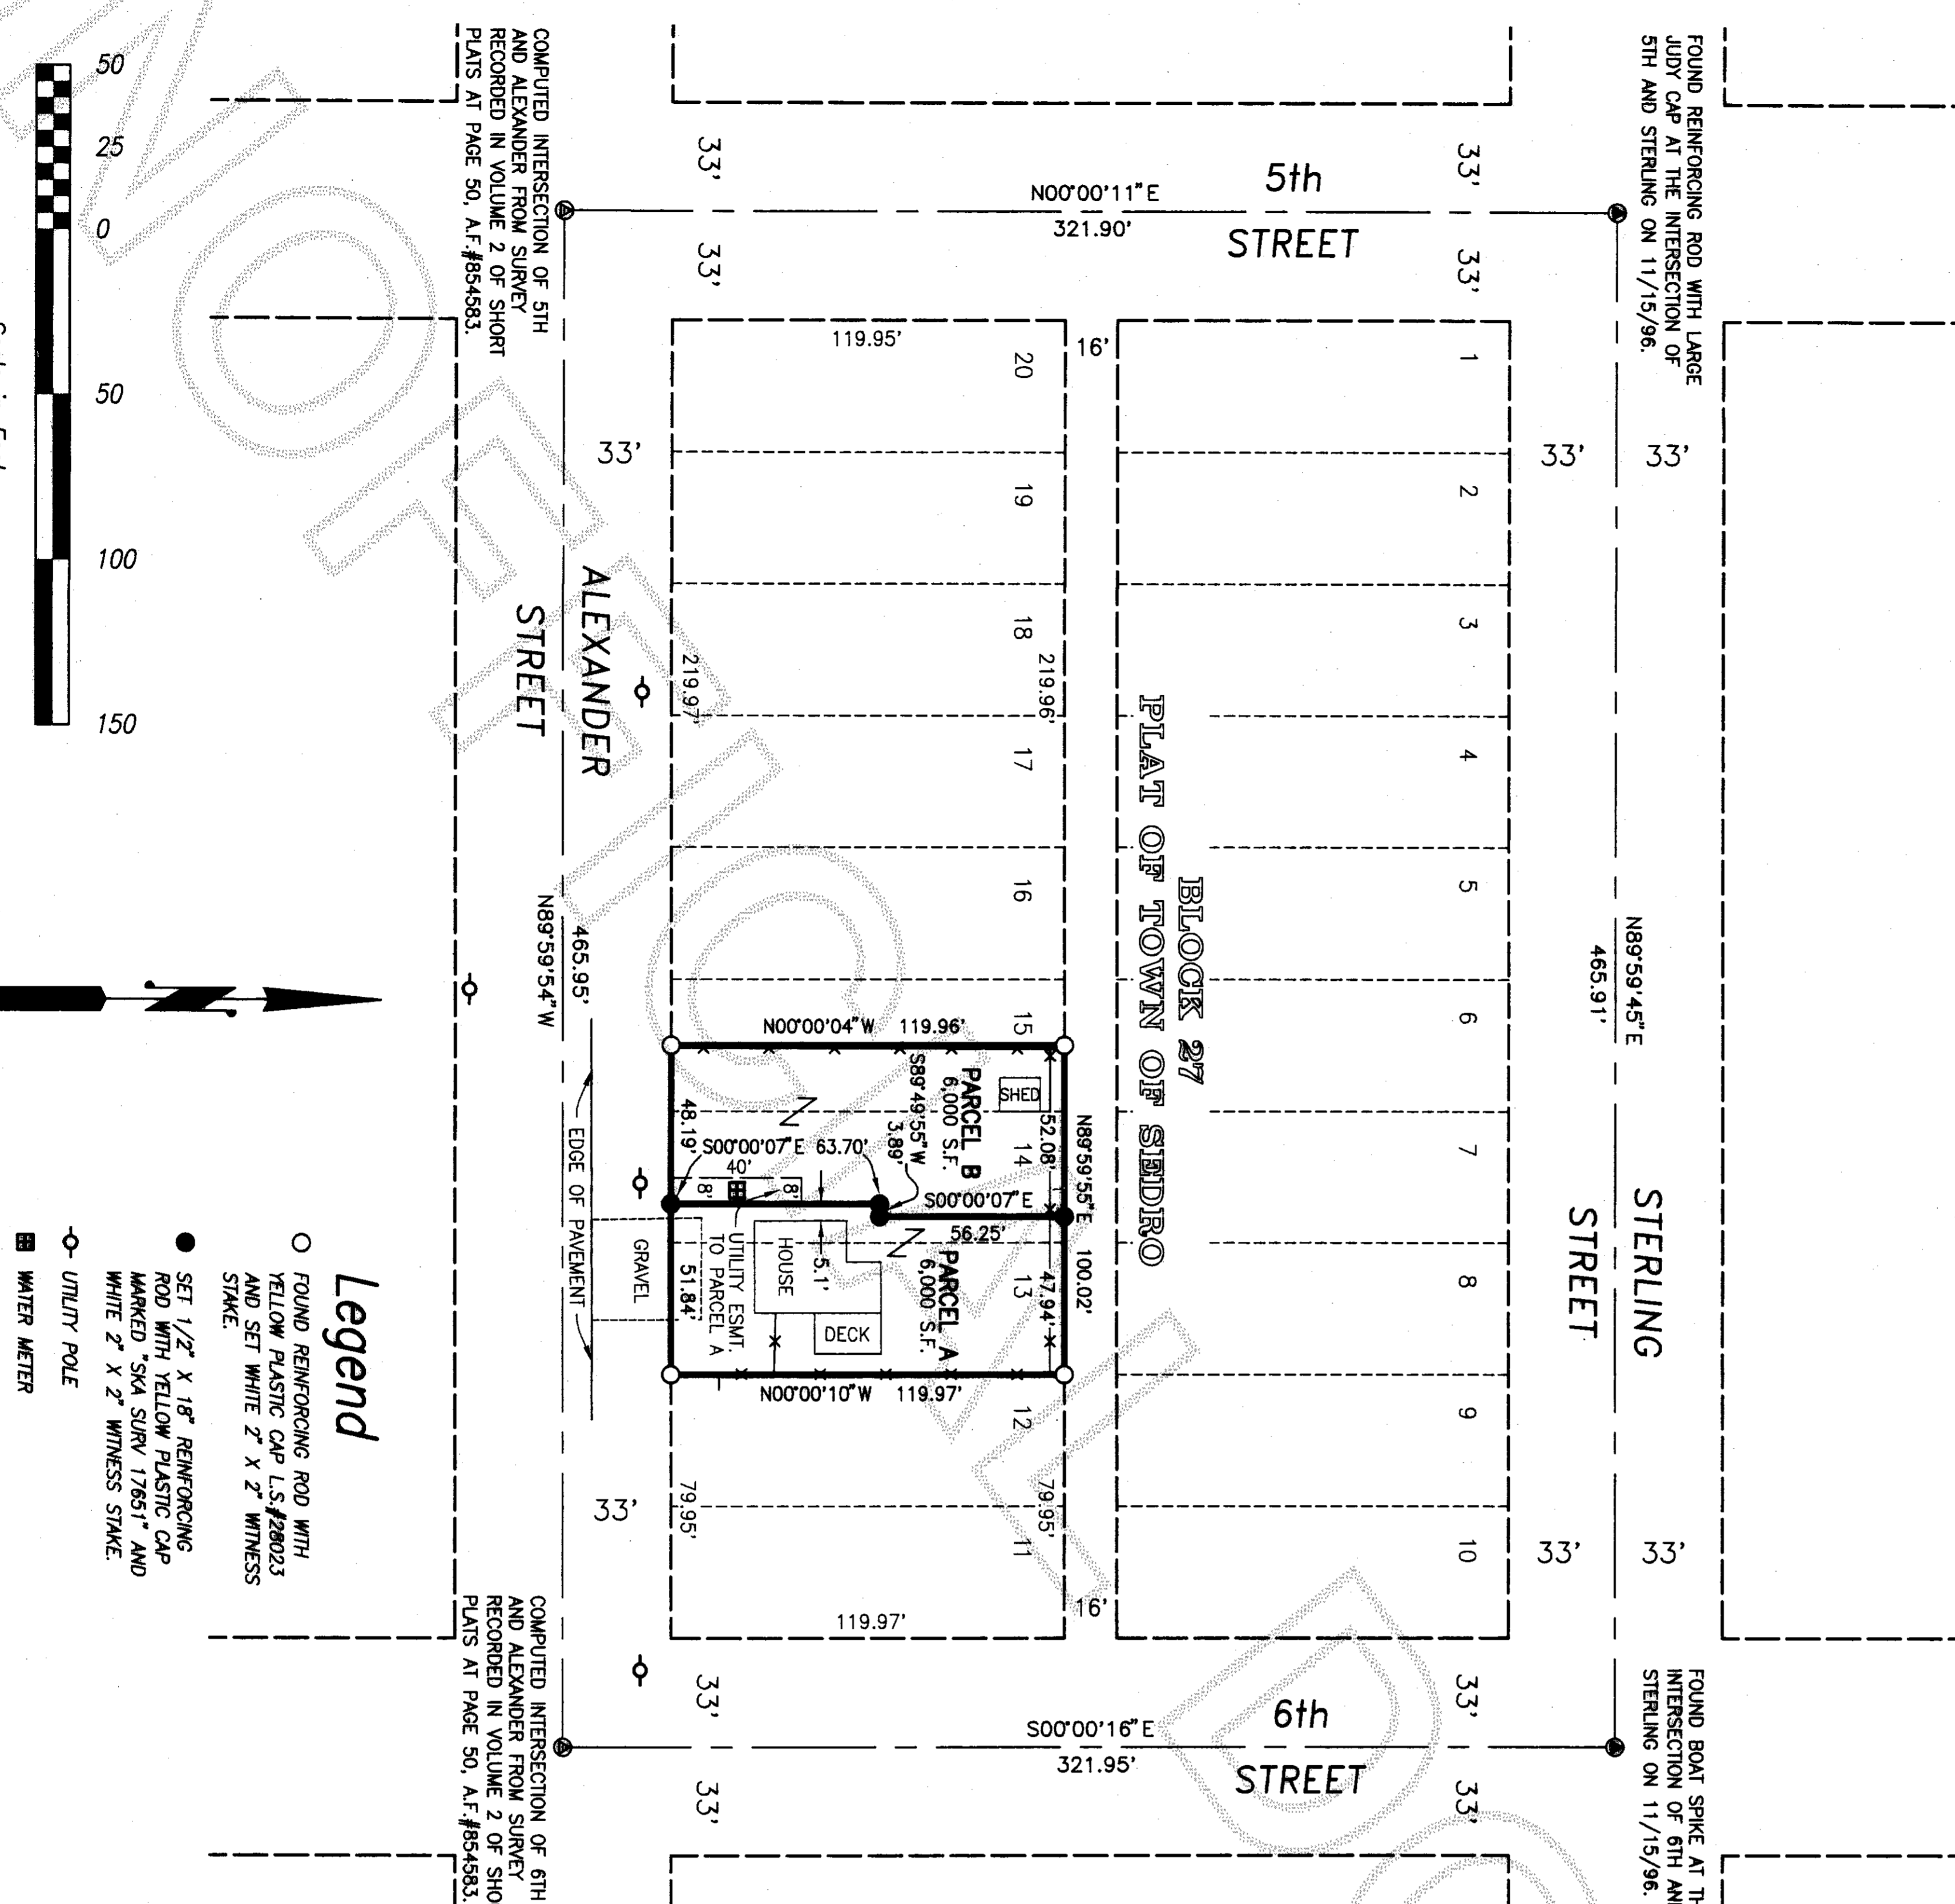 FOUND REINFORCING ROD WITH LARGE
JUDY CAP AT THE INTERSECTION OF
5TH AND STERLING ON 11/15/96.
COMPUTED INTERSECTION OF 5TH
AND ALEXANDER FROM SURVEY
RECORDED IN VOLUME 2 OF SHORT
PLATS AT PAGE 50, A.F.#854583.
33'
33'
33'
33'
5th
STREET
N00°00'11"E
321.90'
119.95'
16'
33'
33'
33'
1
2
3
4
5
6
7
8
9
10
20
19
18
17
16
15
14
13
12
11
219.96'
219.97'
PLAT OF TOWN OF SEDRO
BLOCK 27
ALEXANDER
STREET
465.95'
N89°59'54"W
N89°59'45"E
465.91'
STERLING
STREET
N00°00'04"W 119.96'
SHED
PARCEL B
6,000 S.F.
S89°49'55"W
3.89'
52.08'
48.19'
S00°00'07"E 63.70'
40'
8'
8'
S00°00'07"E
56.25'
N89°59'55"E 100.02'
PARCEL A
6,000 S.F.
47.94'
HOUSE
5.1'
DECK
UTILITY ESMT.
TO PARCEL A
51.84'
GRAVEL
EDGE OF PAVEMENT
N00°00'10"W 119.97'
79.95'
79.95'
119.97'
16'
33'
33'
33'
33'
33'
33'
33'
6th
STREET
S00°00'16"E
321.95'
FOUND BOAT SPIKE AT TH
INTERSECTION OF 6TH AN
STERLING ON 11/15/96.
COMPUTED INTERSECTION OF 6TH
AND ALEXANDER FROM SURVEY
RECORDED IN VOLUME 2 OF SHO
PLATS AT PAGE 50, A.F.#854583.
Legend
FOUND REINFORCING ROD WITH
YELLOW PLASTIC CAP L.S.#28023
AND SET WHITE 2" X 2" WITNESS
STAKE.
SET 1/2" X 18" REINFORCING
ROD WITH YELLOW PLASTIC CAP
MARKED "SKA SURV 17651" AND
WHITE 2" X 2" WITNESS STAKE.
UTILITY POLE
WATER METER
50
25
0
50
100
150
UNOFFICIAL DO